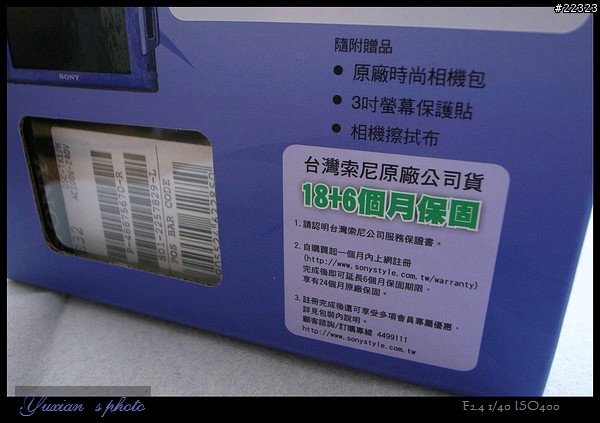 #22323
SONY
隨附贈品
● 原廠時尚相機包
● 3吋螢幕保護貼
● 相機擦拭布
台灣索尼原廠公司貨
18+6個月保固
1. 請認明台灣索尼公司服務保證書。
2. 自購買起一個月內上網註冊
(http://www.sonystyle.com.tw/warranty)
完成後即可延長6個月保固期限，
享有24個月原廠保固。
3. 註冊完成後還可享受多項會員專屬優惠，
詳見包裝內說明。
顧客諮詢/訂購專線 4499111
http://www.sonystyle.com.tw
AC100V-240V
P-48875670-R
S01-2257829-L
POS BAR CODE
Yuxian 's photo
F2.4 1/40 ISO400